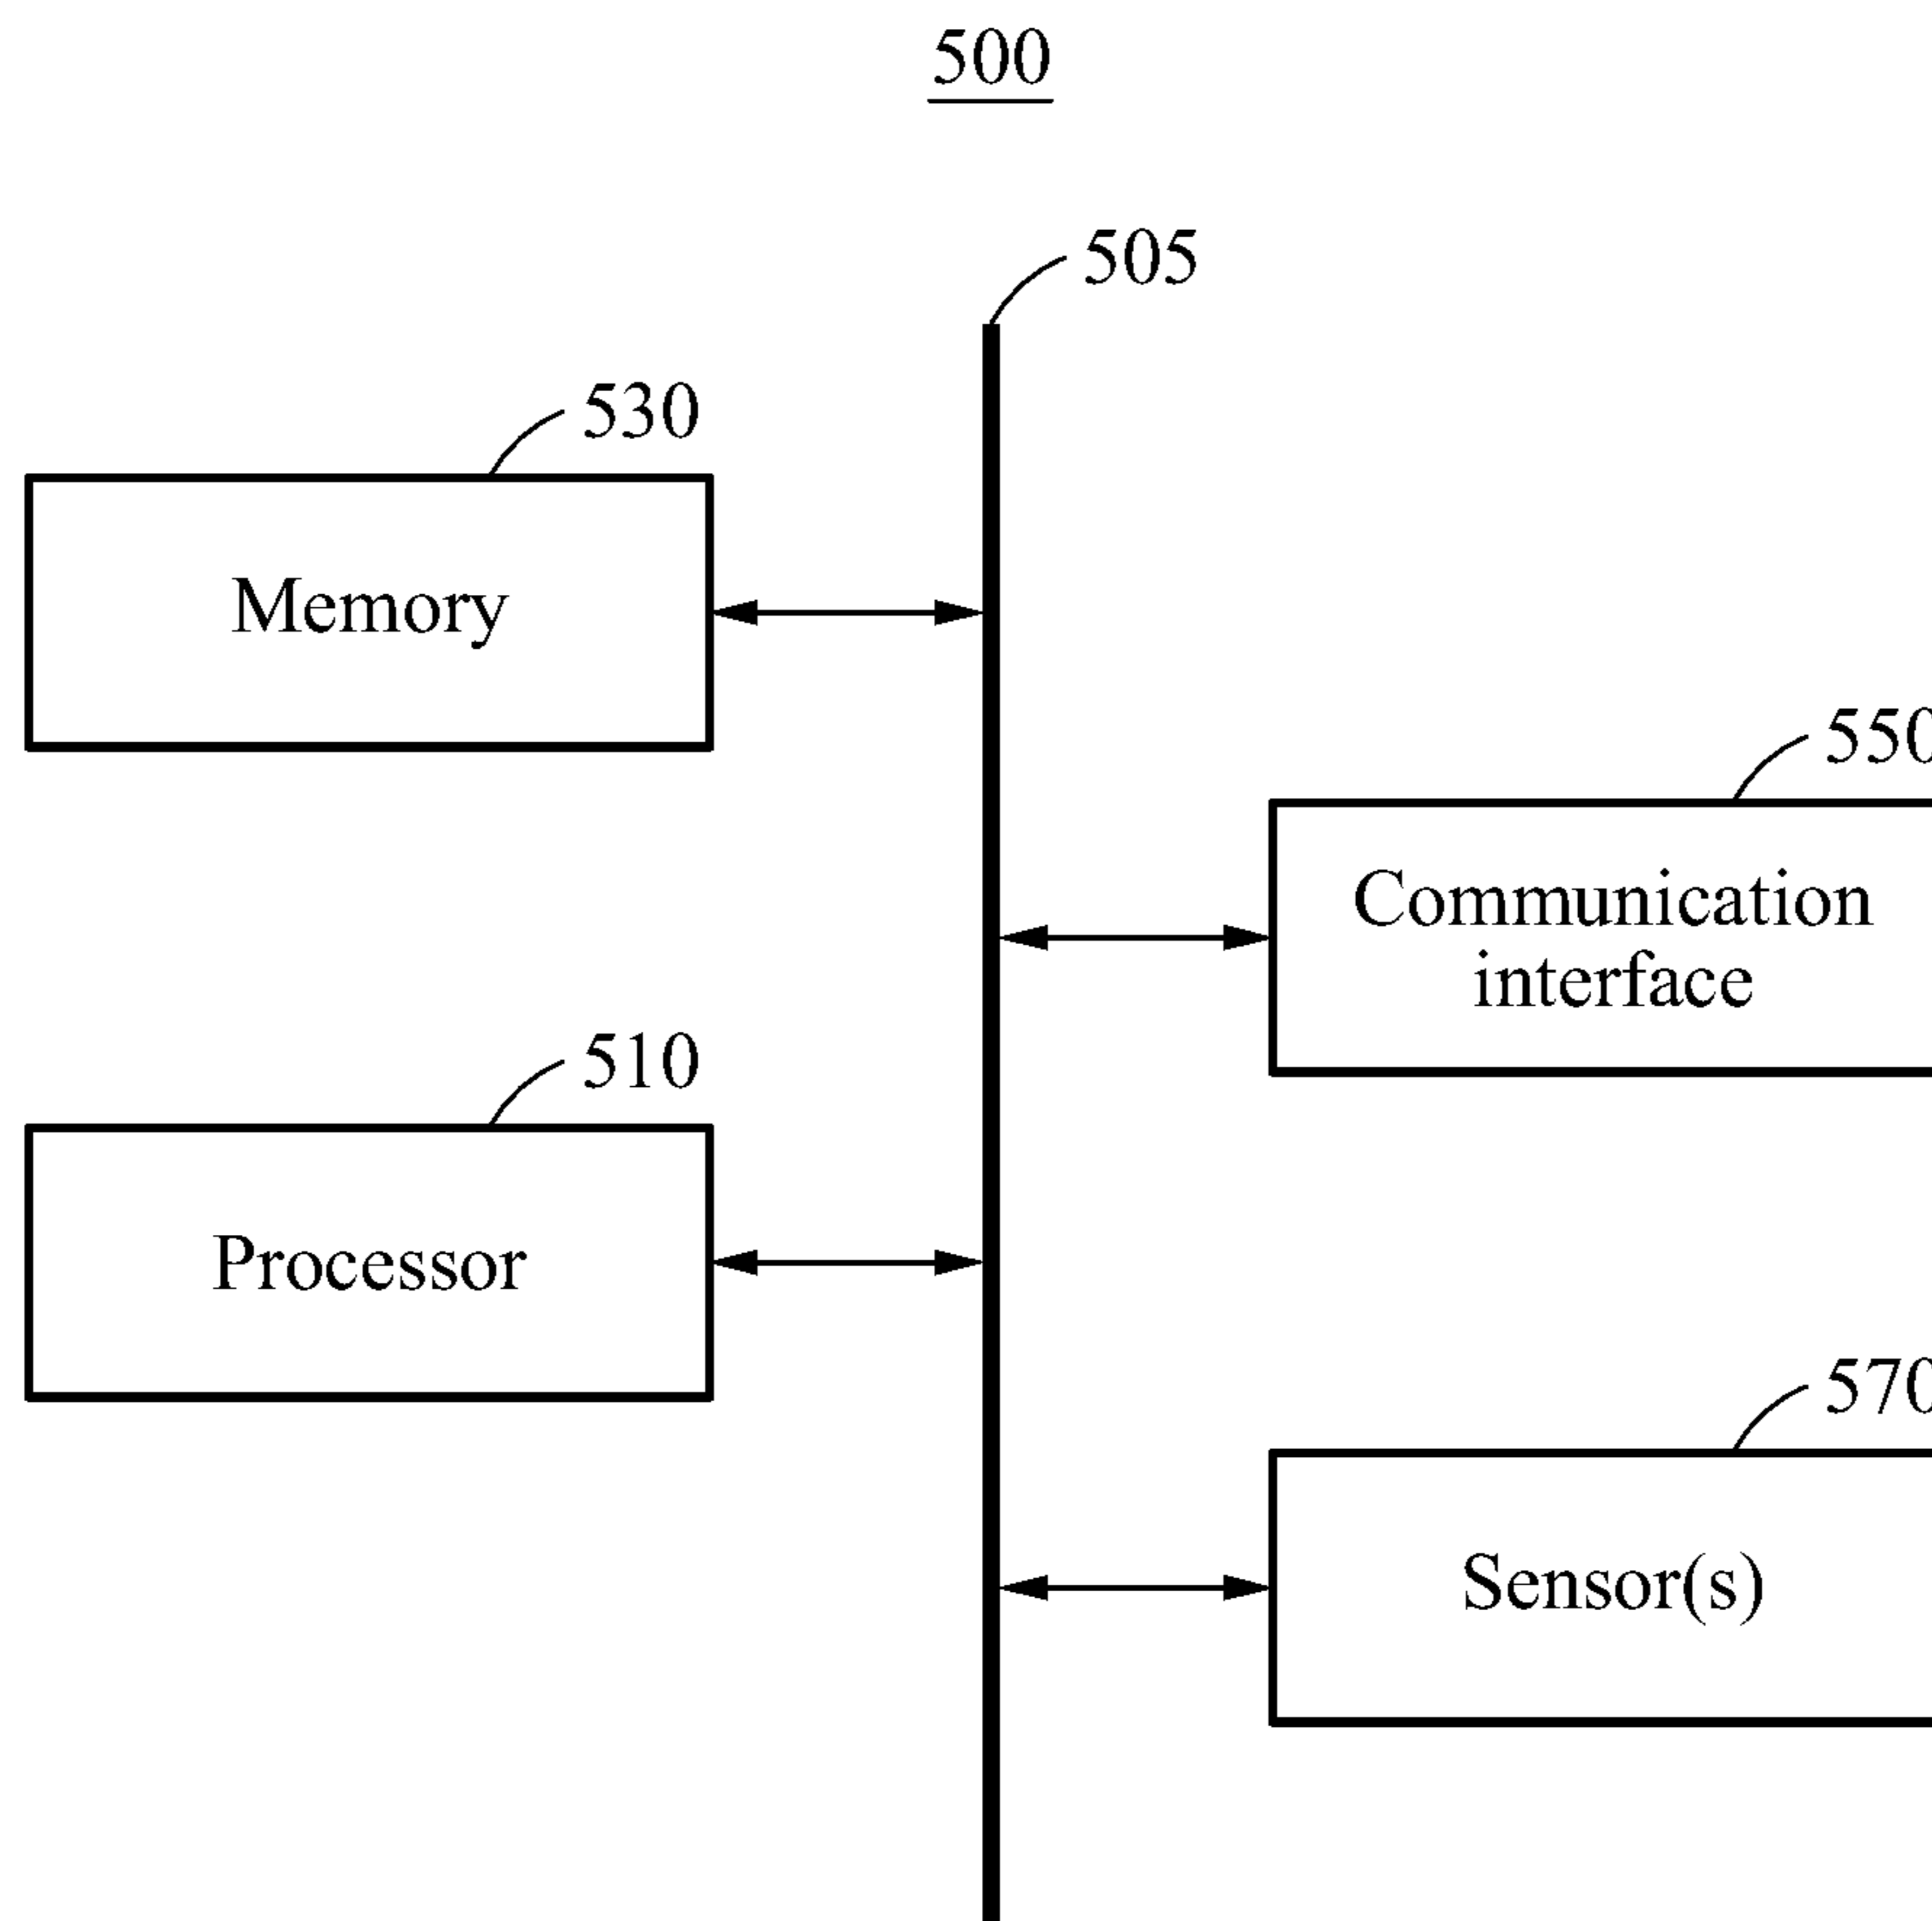 500
505
530
Memory
550
Communication
interface
510
Processor
570
Sensor(s)